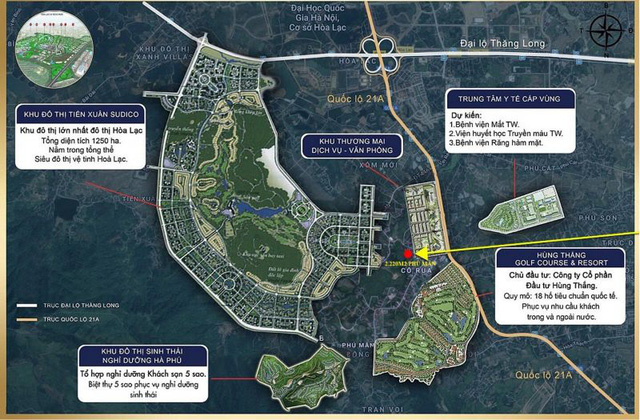 Đại Học Quốc
Gia Hà Nội,
Cơ sở Hòa Lạc
KHU ĐÔ THỊ
XANH VILLA
HÒA LẠC
Đại lộ Thăng Long
Quốc lộ 21A
TRUNG TÂM Y TẾ CẤP VÙNG
Dự kiến:
1.Bệnh viện Mắt TW.
2.Viện huyết học Truyền máu TW.
3.Bệnh viện Răng hàm mặt.
KHU ĐÔ THỊ TIẾN XUÂN SUDICO
Khu đô thị lớn nhất đô thị Hòa Lạc
Tổng diện tích 1250 ha.
Nằm trong tổng thể
Siêu đô thị vệ tinh Hoà Lạc.
KHU THƯƠNG MẠI
DỊCH VỤ - VĂN PHÒNG
XÓM MỚI
PHÚ CÁT
TIẾN XUÂN
PHÚ SƠN
2.220M2 PHÚ MÃN
CỔ RÙA
HÙNG THẮNG
GOLF COURSE & RESORT
Chủ đầu tư: Công ty Cổ phần
Đầu tư Hùng Thắng.
Quy mô: 18 hố tiêu chuẩn quốc tế.
Phục vụ nhu cầu khách
trong và ngoài nước.
TRỤC ĐẠI LỘ THĂNG LONG
TRỤC QUỐC LỘ 21A
PHÚ MÃN
KHU ĐÔ THỊ SINH THÁI
NGHỈ DƯỠNG HÀ PHÚ
Tổ hợp nghỉ dưỡng Khách sạn 5 sao.
Biệt thự 5 sao phục vụ nghỉ dưỡng
sinh thái
Quốc lộ 21A
TRÁN VOI